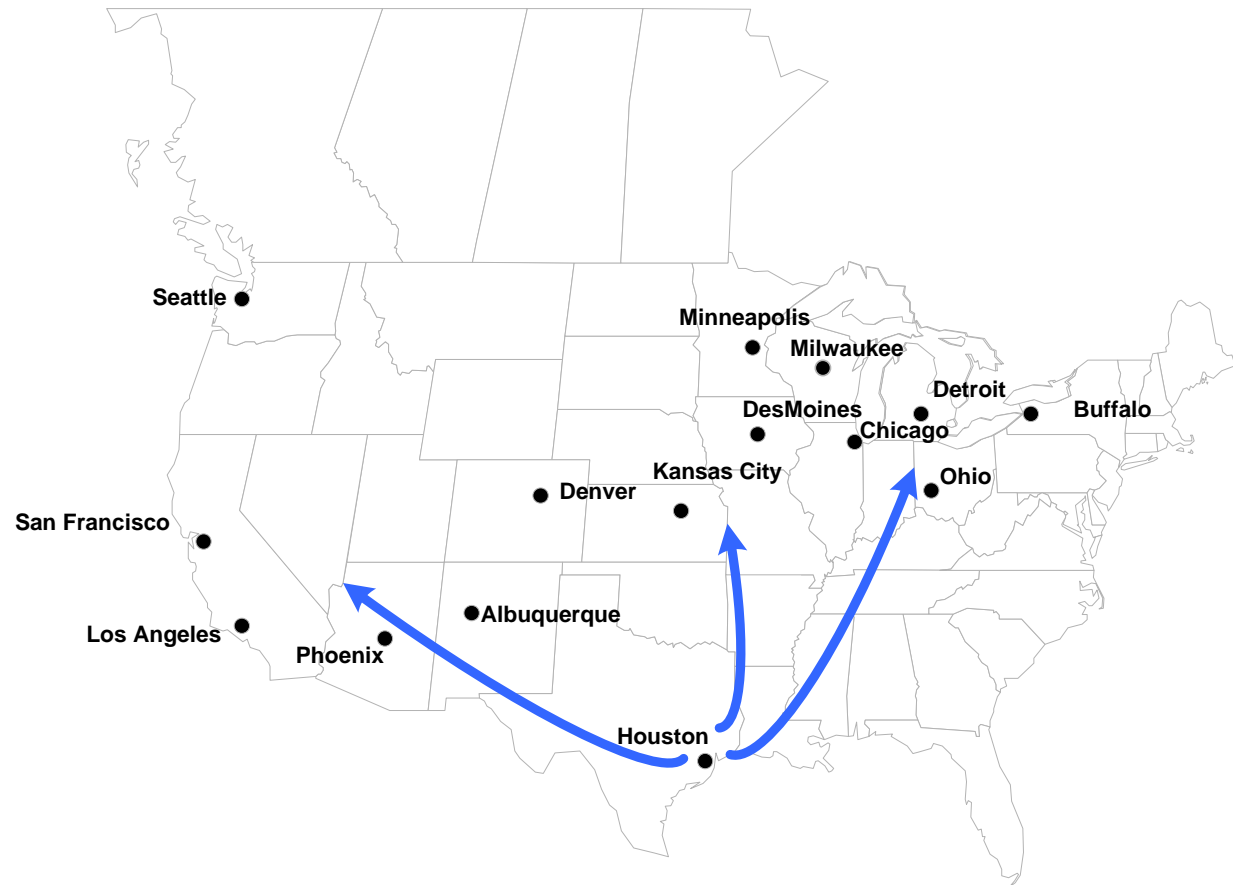 Seattle
Minneapolis
Milwaukee
Detroit
DesMoines
Buffalo
Chicago
Kansas City
Denver
Ohio
San Francisco
Albuquerque
Los Angeles
Phoenix
Houston